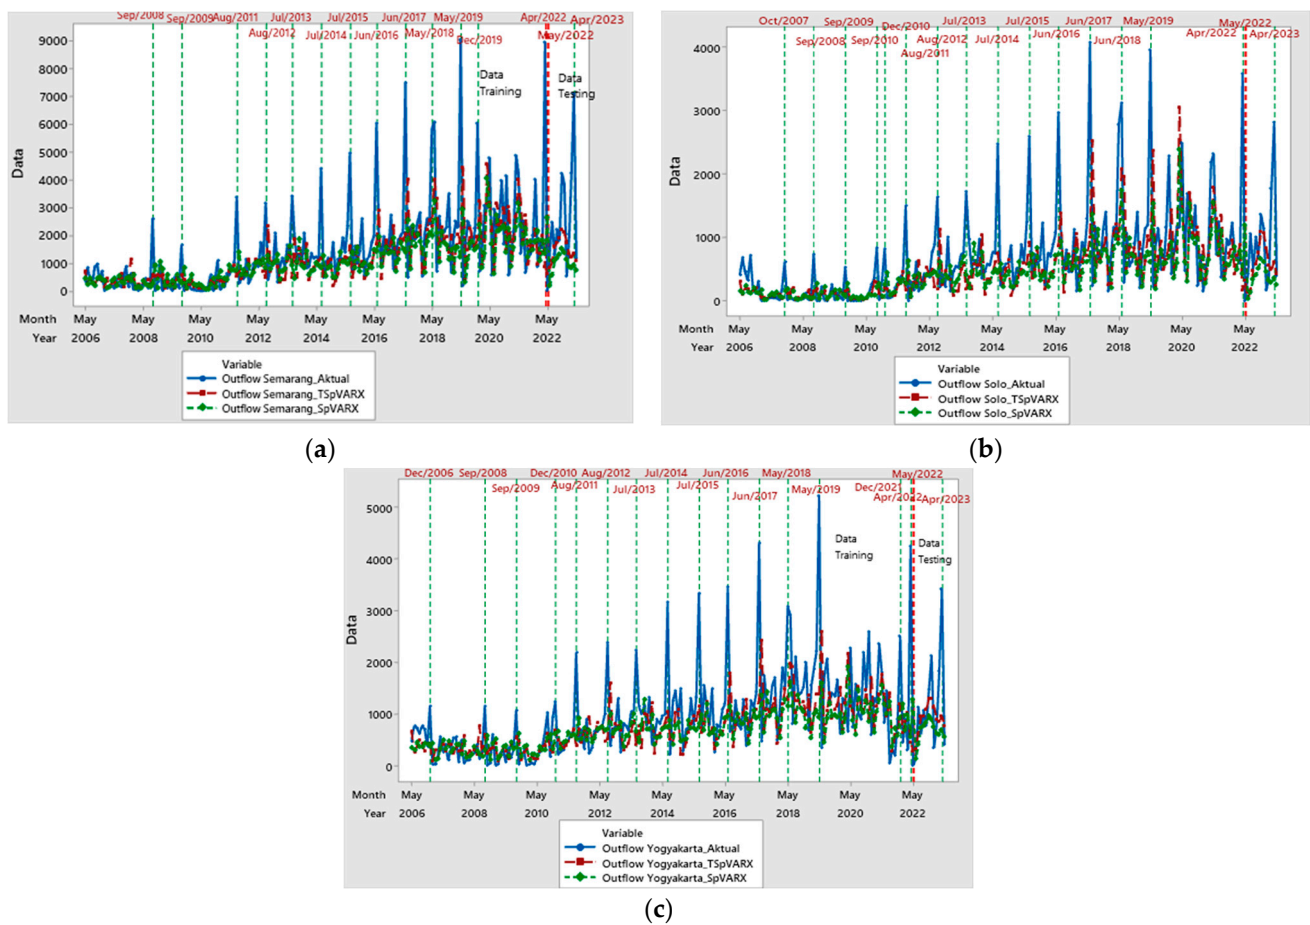 Sep/2008 Aug/2011 Jul/2013 Jul/2015 Jun/2017 May/2019 Apr/2022 Apr/2023
Sep/2009 Aug/2012 Jul/2014 Jun/2016 May/2018 Dec/2019 May/2022
9000
8000
7000
6000
5000
4000
3000
2000
1000
0
Data
Data
Training
Data
Testing
Month May May May May May May May May May
Year 2006 2008 2010 2012 2014 2016 2018 2020 2022
Variable
Outflow Semarang_Aktual
Outflow Semarang_TSpVARX
Outflow Semarang_SpVARX
(a)
Oct/2007 Sep/2009 Dec/2010 Jul/2013 Jul/2015 Jun/2017 May/2019 May/2022
Sep/2008 Sep/2010 Aug/2011 Aug/2012 Jul/2014 Jun/2016 Jun/2018 Apr/2022 Apr/2023
4000
3000
2000
1000
0
Data
Month May May May May May May May May May
Year 2006 2008 2010 2012 2014 2016 2018 2020 2022
Variable
Outflow Solo_Aktual
Outflow Solo_TSpVARX
Outflow Solo_SpVARX
(b)
Dec/2006 Sep/2008 Dec/2010 Aug/2012 Jul/2014 Jun/2016 May/2018 May/2022
Sep/2009 Aug/2011 Jul/2013 Jul/2015 Jun/2017 May/2019 Dec/2021 Apr/2022 Apr/2023
5000
4000
3000
2000
1000
0
Data
Data
Training
Data
Testing
Month May May May May May May May May May
Year 2006 2008 2010 2012 2014 2016 2018 2020 2022
Variable
Outflow Yogyakarta_Aktual
Outflow Yogyakarta_TSpVARX
Outflow Yogyakarta_SpVARX
(c)